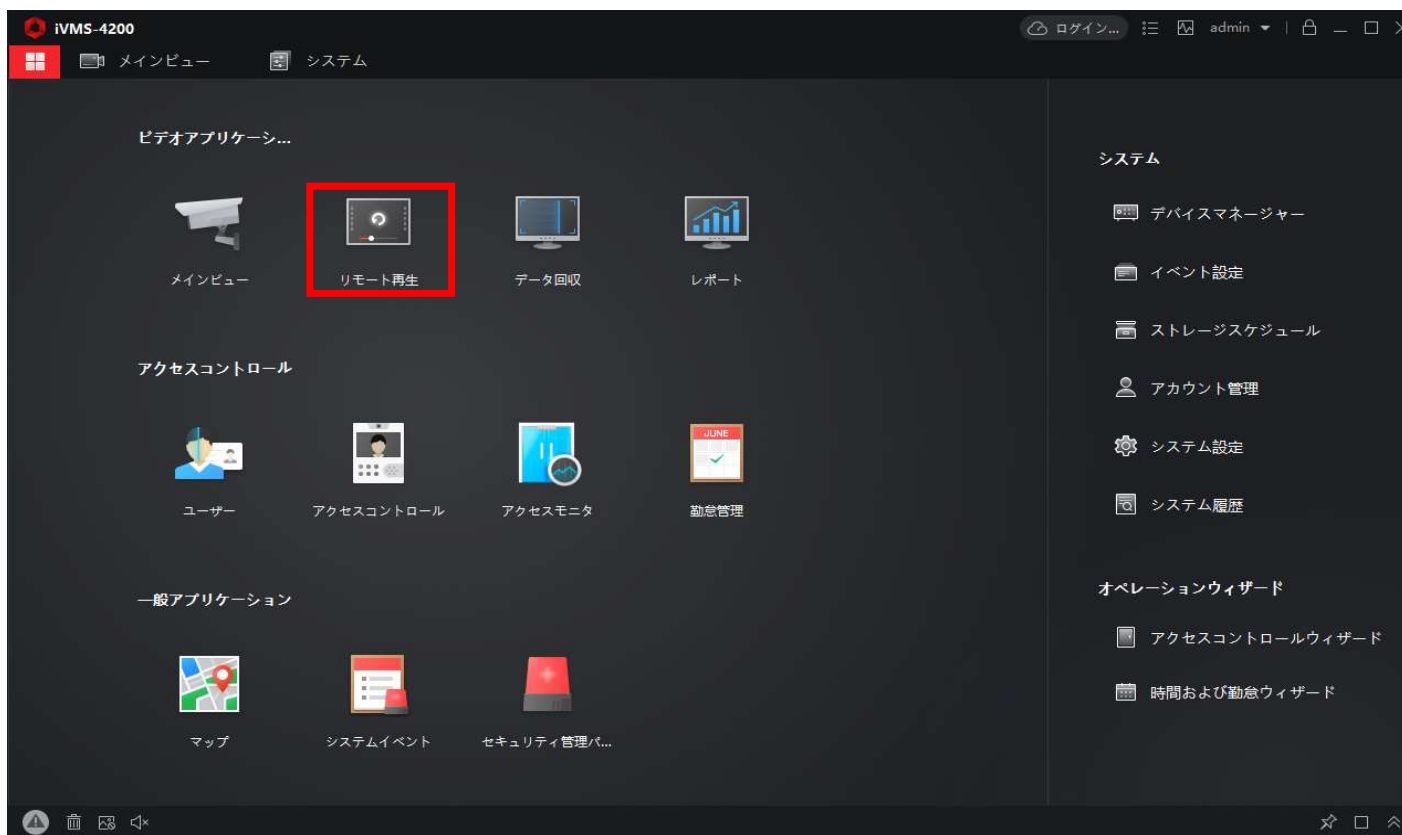 iVMS-4200
ログイン... admin
メインビュー システム
ビデオアプリケーシ...
メインビュー リモート再生 データ回収 レポート
アクセスコントロール
JUNE
ユーザー アクセスコントロール アクセスモニタ 勤怠管理
一般アプリケーション
マップ システムイベント セキュリティ管理パ...
システム
デバイスマネージャー
イベント設定
ストレージスケジュール
アカウント管理
システム設定
システム履歴
オペレーションウィザード
アクセスコントロールウィザード
時間および勤怠ウィザード